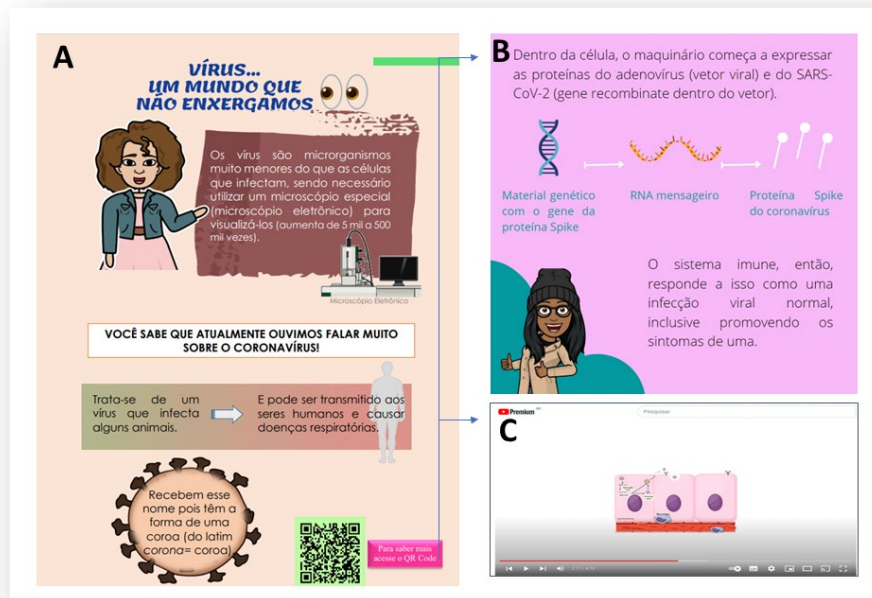 A
VÍRUS...
UM MUNDO QUE
NÃO ENXERGAMOS
Os vírus são microrganismos
muito menores do que as células
que infectam, sendo necessário
utilizar um microscópio especial
(microscópio eletrônico) para
visualizá-los (aumenta de 5 mil a 500
mil vezes).
Microscópio Eletrônico
VOCÊ SABE QUE ATUALMENTE OUVIMOS FALAR MUITO
SOBRE O CORONAVÍRUS!
Trata-se de um
vírus que infecta
alguns animais.
E pode ser transmitido aos
seres humanos e causar
doenças respiratórias.
Recebem esse
nome pois têm a
forma de uma
coroa (do latim
corona= coroa)
Para saber mais
acesse o QR Code
B
Dentro da célula, o maquinário começa a expressar
as proteínas do adenovírus (vetor viral) e do SARS-
CoV-2 (gene recombinate dentro do vetor).
Material genético
com o gene da
proteína Spike
RNA mensageiro
Proteína Spike
do coronavírus
O sistema imune, então,
responde a isso como uma
infecção viral normal,
inclusive promovendo os
sintomas de uma.
Premium
Pesquisar
C